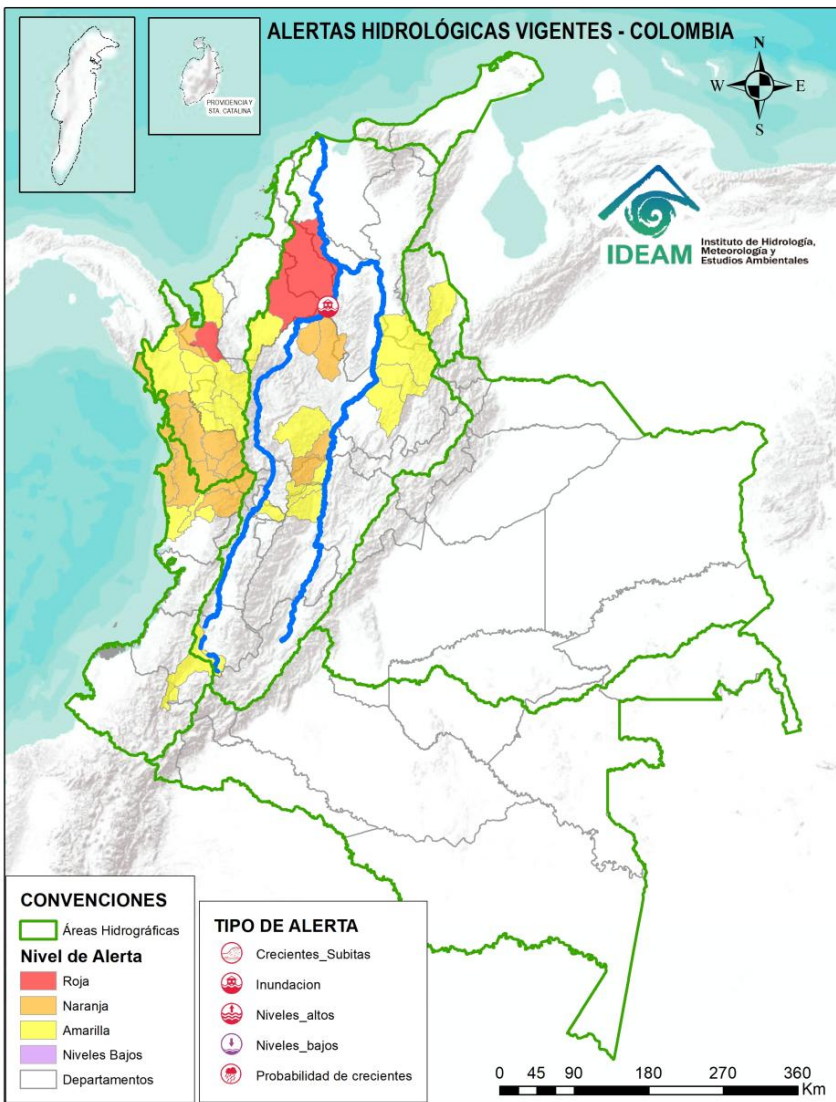 ALERTAS HIDROLÓGICAS VIGENTES - COLOMBIA
PROVIDENCIA Y
STA. CATALINA
N
W
E
S
IDEAM
Instituto de Hidrología,
Meteorología y
Estudios Ambientales
CONVENCIONES
Áreas Hidrográficas
Nivel de Alerta
Roja
Naranja
Amarilla
Niveles Bajos
Departamentos
TIPO DE ALERTA
Crecientes_Subitas
Inundacion
Niveles_altos
Niveles_bajos
Probabilidad de crecientes
0 45 90 180 270 360
Km